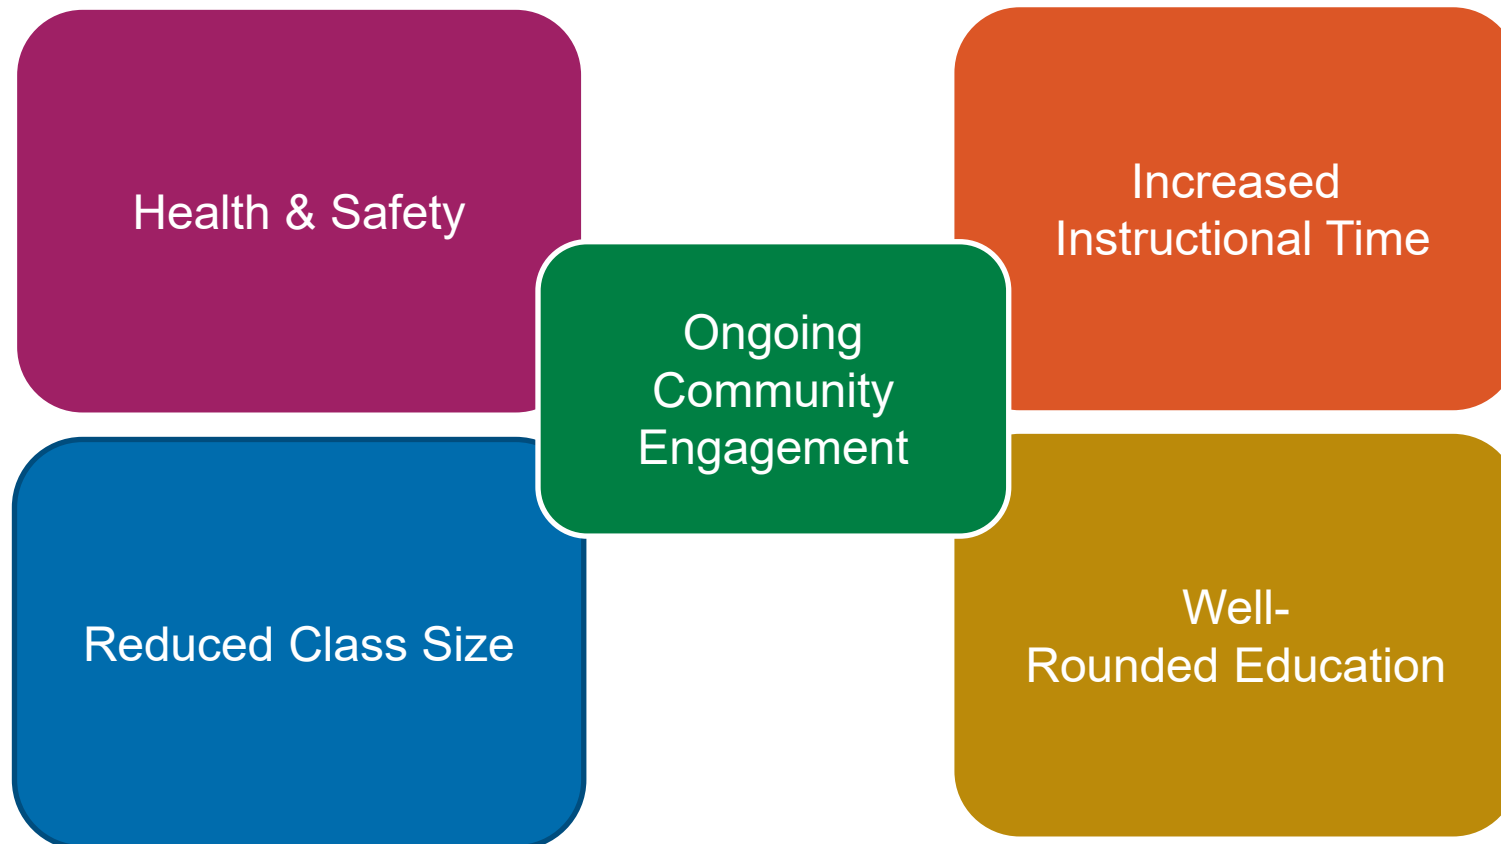 Health & Safety
Increased
Instructional Time
Ongoing
Community
Engagement
Reduced Class Size
Well-
Rounded Education